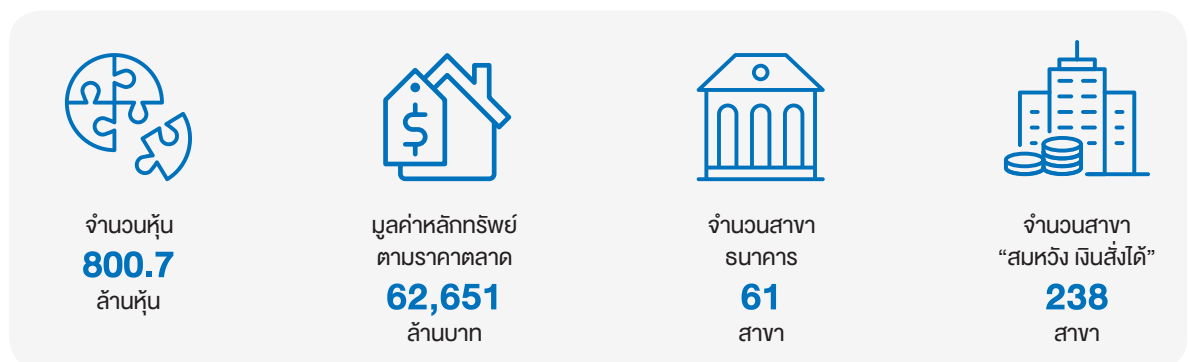 จำนวนหุ้น
800.7
ล้านหุ้น
มูลค่าหลักทรัพย์
ตามราคาตลาด
62,651
ล้านบาท
จำนวนสาขา
ธนาคาร
61
สาขา
จำนวนสาขา
“สมหวัง เงินสั่งได้”
238
สาขา